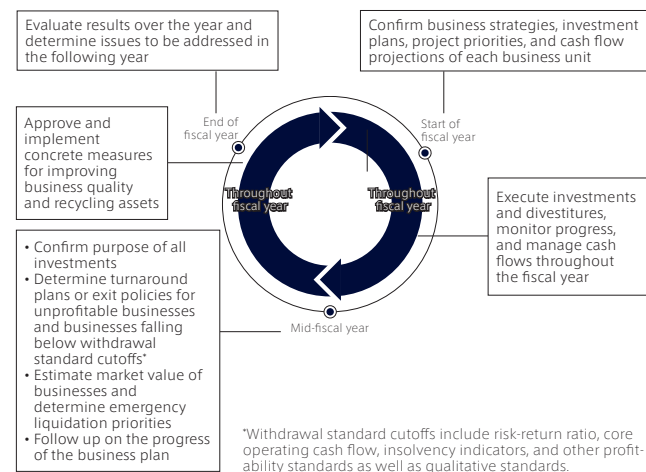 Evaluate results over the year and
determine issues to be addressed in
the following year
Confirm business strategies, investment
plans, project priorities, and cash flow
projections of each business unit
End of
fiscal year
Start of
fiscal year
Approve and
implement
concrete measures
for improving
business quality
and recycling assets
Throughout
fiscal year
Throughout
fiscal year
Execute investments
and divestitures,
monitor progress,
and manage cash
flows throughout
the fiscal year
• Confirm purpose of all
investments
• Determine turnaround
plans or exit policies for
unprofitable businesses
and businesses falling
below withdrawal
standard cutoffs*
• Estimate market value of
businesses and
determine emergency
liquidation priorities
• Follow up on the progress
of the business plan
Mid-fiscal year
*Withdrawal standard cutoffs include risk-return ratio, core
operating cash flow, insolvency indicators, and other profit-
ability standards as well as qualitative standards.